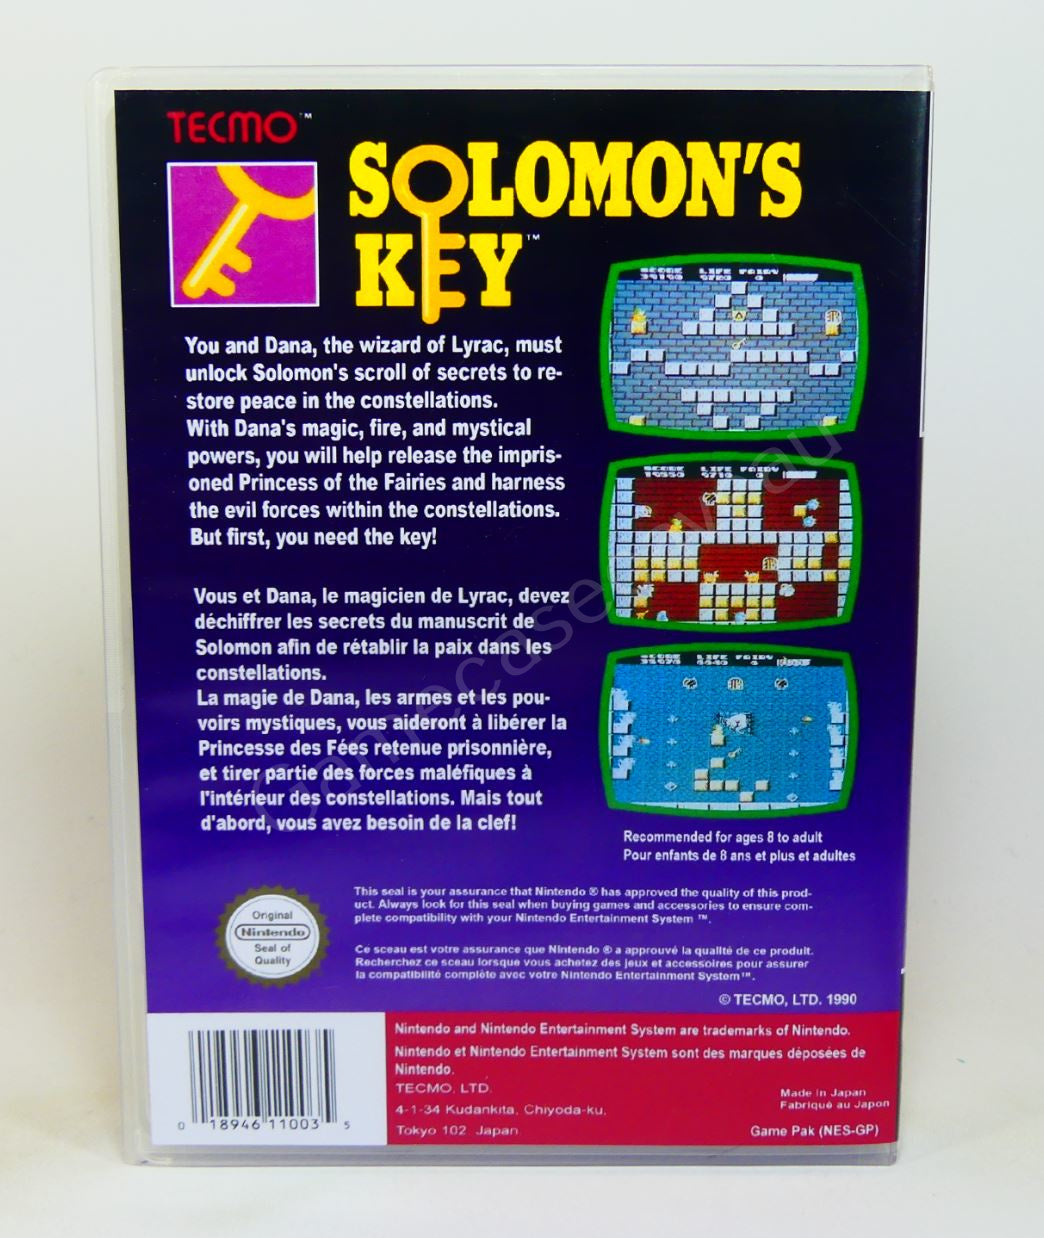 TECMO™
SOLOMON'S
KEY™
You and Dana, the wizard of Lyrac, must
unlock Solomon's scroll of secrets to re-
store peace in the constellations.
With Dana's magic, fire, and mystical
powers, you will help release the impris-
oned Princess of the Fairies and harness
the evil forces within the constellations.
But first, you need the key!
Vous et Dana, le magicien de Lyrac, devez
déchiffrer les secrets du manuscrit de
Solomon afin de rétablir la paix dans les
constellations.
La magie de Dana, les armes et les pou-
voirs mystiques, vous aideront à libérer la
Princesse des Fées retenue prisonnière,
et tirer partie des forces maléfiques à
l'intérieur des constellations. Mais tout
d'abord, vous avez besoin de la clef!
SCORE LIFE FAIRY
SCORE LIFE FAIRY
SCORE LIFE FAIRY
Recommended for ages 8 to adult
Pour enfants de 8 ans et plus et adultes
Original
Nintendo
Seal of
Quality
This seal is your assurance that Nintendo ® has approved the quality of this prod-
uct. Always look for this seal when buying games and accessories to ensure com-
plete compatibility with your Nintendo Entertainment System ™.
Ce sceau est votre assurance que Nintendo ® a approuvé la qualité de ce produit.
Recherchez ce sceau lorsque vous achetez des jeux et accessoires pour assurer
la compatibilité complète avec votre Nintendo Entertainment System™.
© TECMO, LTD. 1990
Nintendo and Nintendo Entertainment System are trademarks of Nintendo.
Nintendo et Nintendo Entertainment System sont des marques déposées de
Nintendo.
TECMO, LTD.
4-1-34 Kudankita, Chiyoda-ku,
Tokyo 102 Japan
Made in Japan
Fabriqué au Japon
Game Pak (NES-GP)
0 18946 11003 5